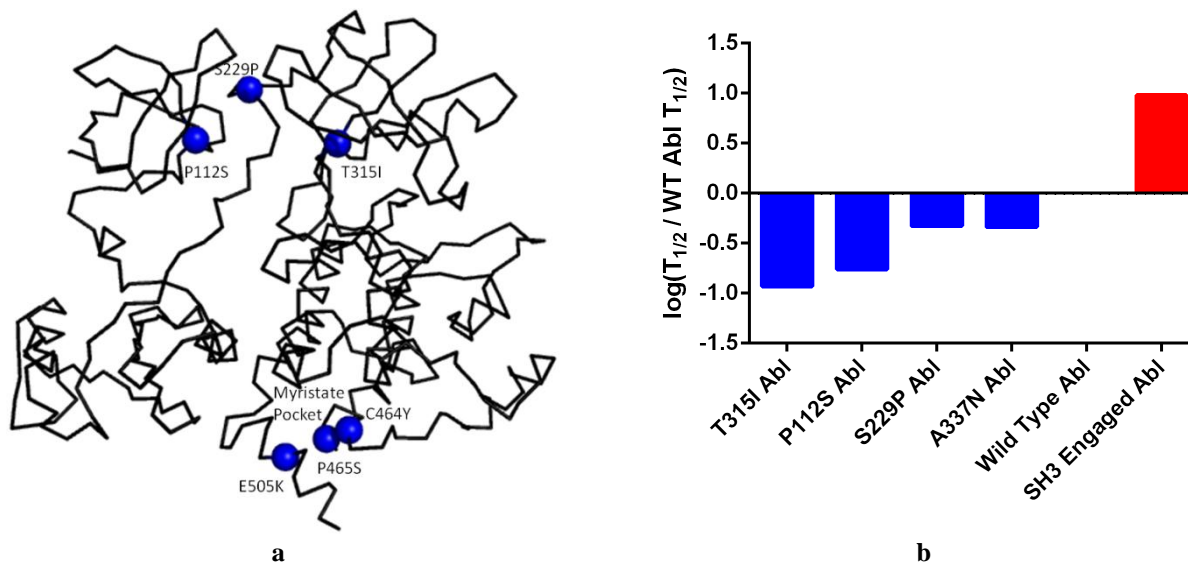 S229P
P112S
T315I
Myristate
Pocket
C464Y
P465S
E505K
a
log(T1/2 / WT Abl T1/2)
1.5
1.0
0.5
0.0
-0.5
-1.0
-1.5
T315I Abl
P112S Abl
S229P Abl
A337N Abl
Wild Type Abl
SH3 Engaged Abl
b